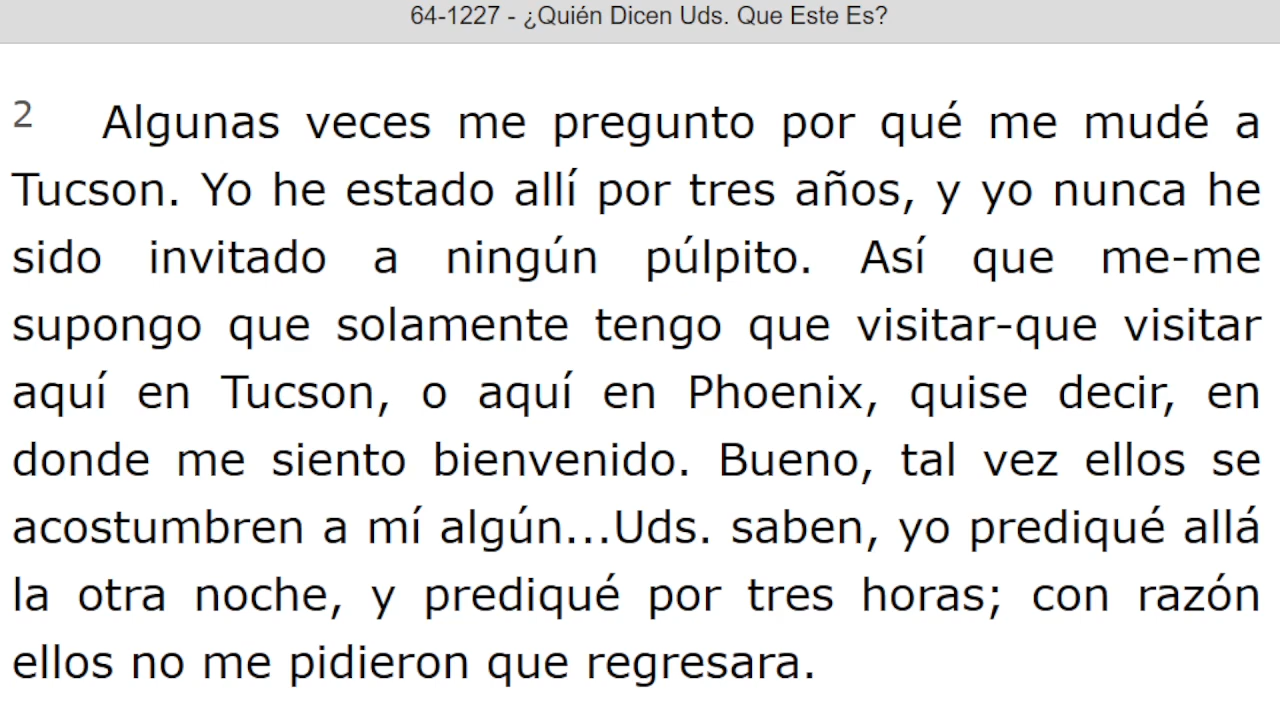 64-1227 - ¿Quién Dicen Uds. Que Este Es?
2 Algunas veces me pregunto por qué me mudé a
Tucson. Yo he estado allí por tres años, y yo nunca he
sido invitado a ningún púlpito. Así que me-me
supongo que solamente tengo que visitar-que visitar
aquí en Tucson, o aquí en Phoenix, quise decir, en
donde me siento bienvenido. Bueno, tal vez ellos se
acostumbren a mí algún...Uds. saben, yo prediqué allá
la otra noche, y prediqué por tres horas; con razón
ellos no me pidieron que regresara.